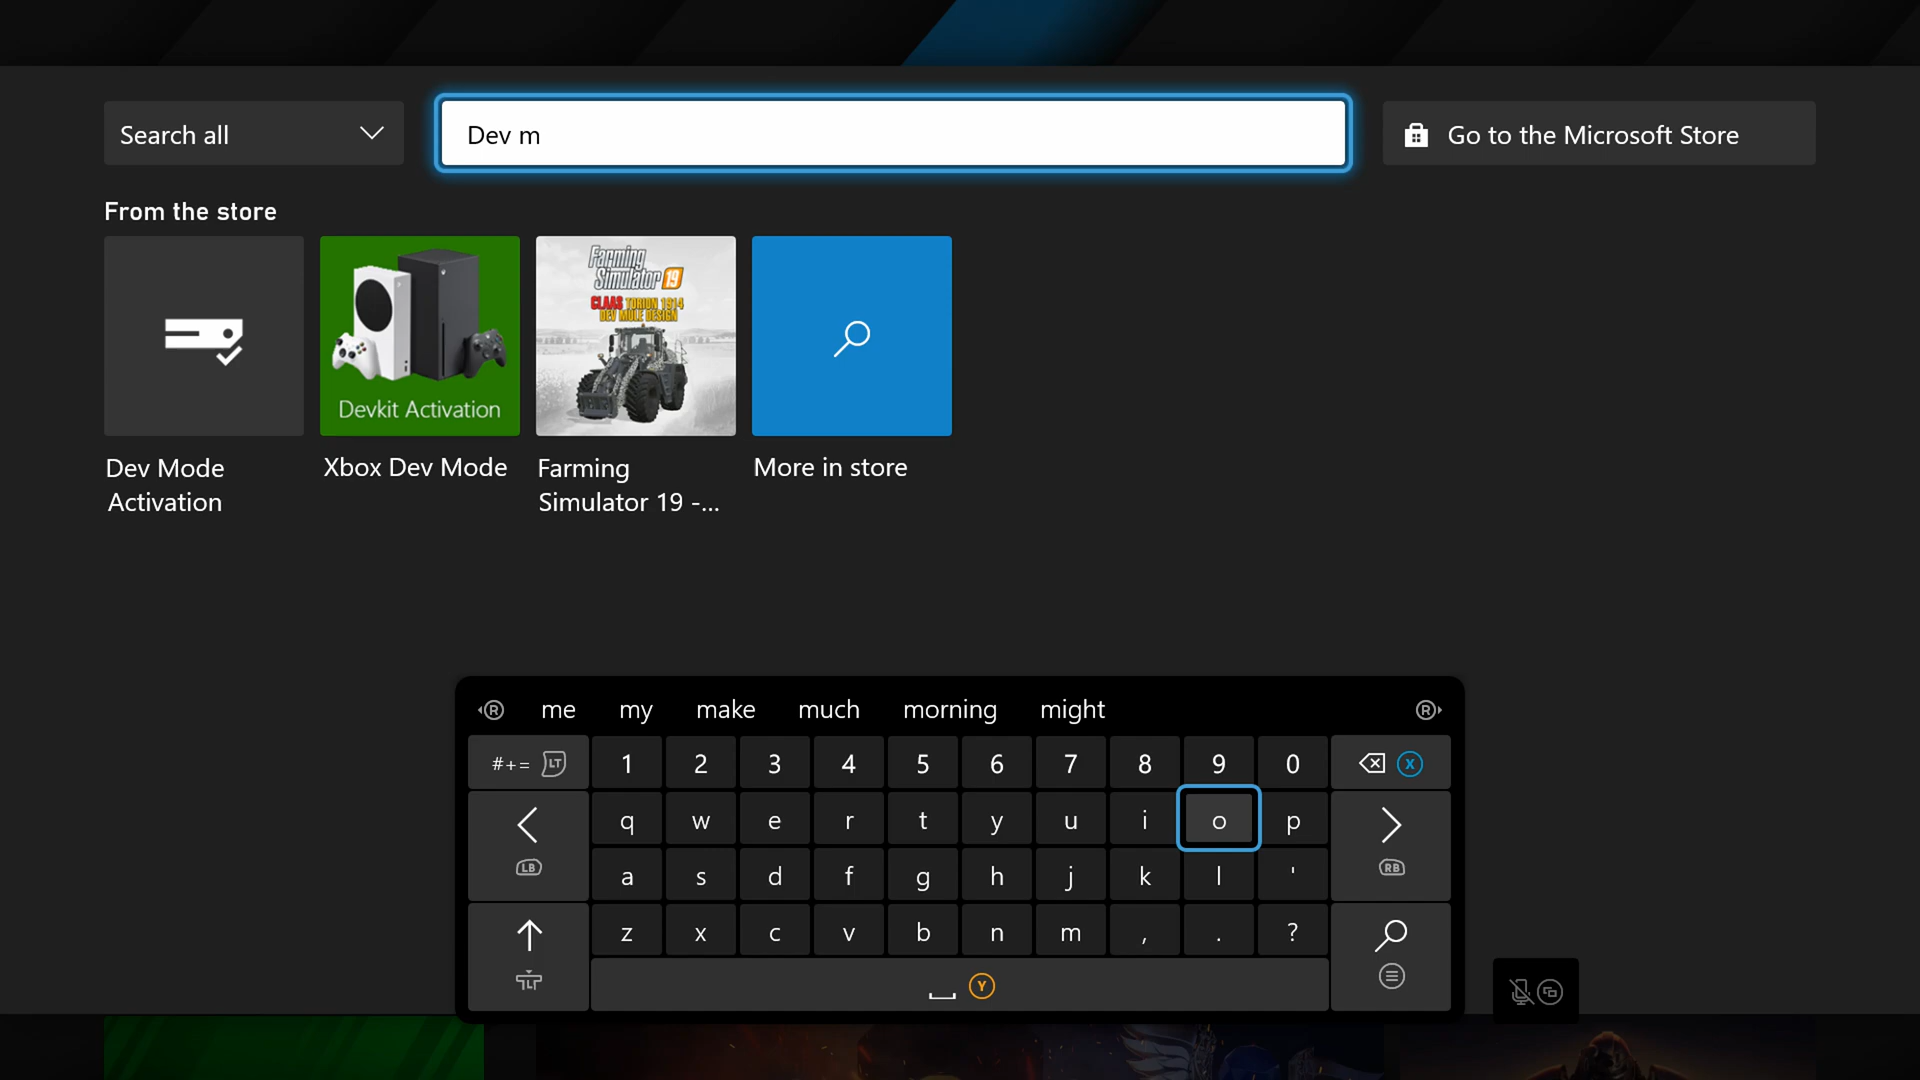 Search all
Dev m
Go to the Microsoft Store
From the store
Devkit Activation
Farming
Simulator 19
CLAAS TORION 1914
DEV MULE DESIGN
Dev Mode
Activation
Xbox Dev Mode
Farming
Simulator 19 -...
More in store
R me my make much morning might R
#+= LT 1 2 3 4 5 6 7 8 9 0 X
q w e r t y u i o p
LB a s d f g h j k l ' RB
z x c v b n m , . ?
LT Y